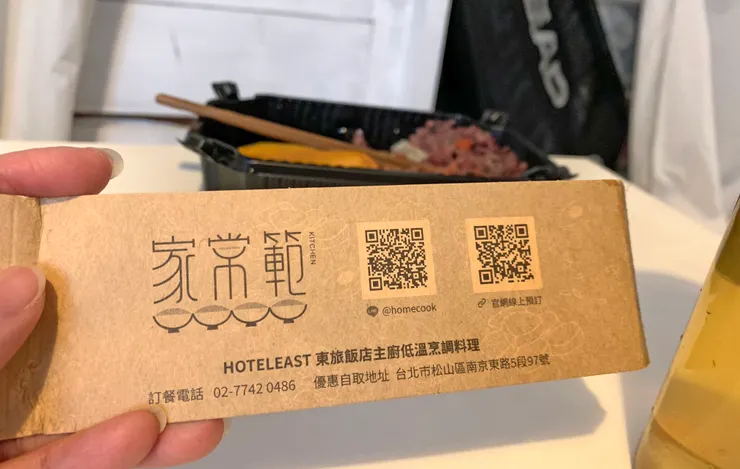 HEAD
家常範
KITCHEN
@homecook
官網線上預訂
HOTELEAST 東旅飯店主廚低溫烹調料理
訂餐電話 02-7742 0486 優惠自取地址 台北市松山區南京東路5段97號